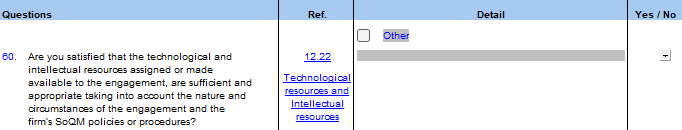 Questions Ref. Detail Yes / No
Other
60. Are you satisfied that the technological and 12.22
intellectual resources assigned or made
available to the engagement, are sufficient and Technological
appropriate taking into account the nature and resources and
circumstances of the engagement and the Intellectual
firm's SoQM policies or procedures? resources